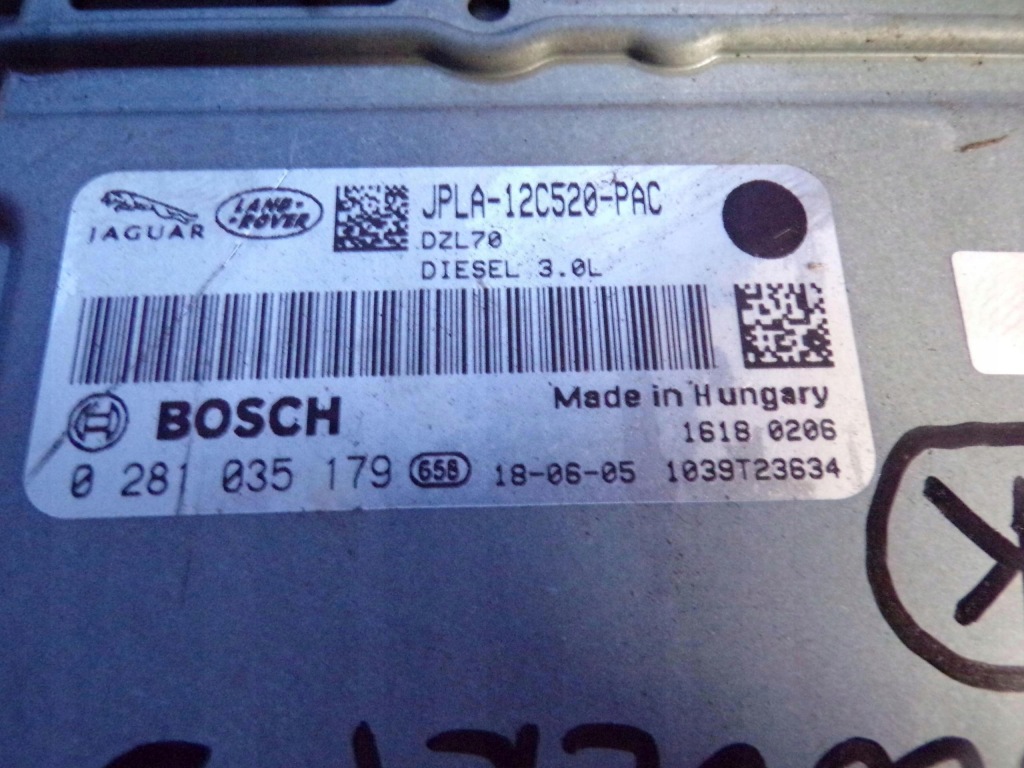 JAGUAR
LAND-
-ROVER
JPLA-12C520-PAC
DZL70
DIESEL 3.0L
BOSCH
Made in Hungary
1618 0206
0 281 035 179 658 18-06-05 1039T23634